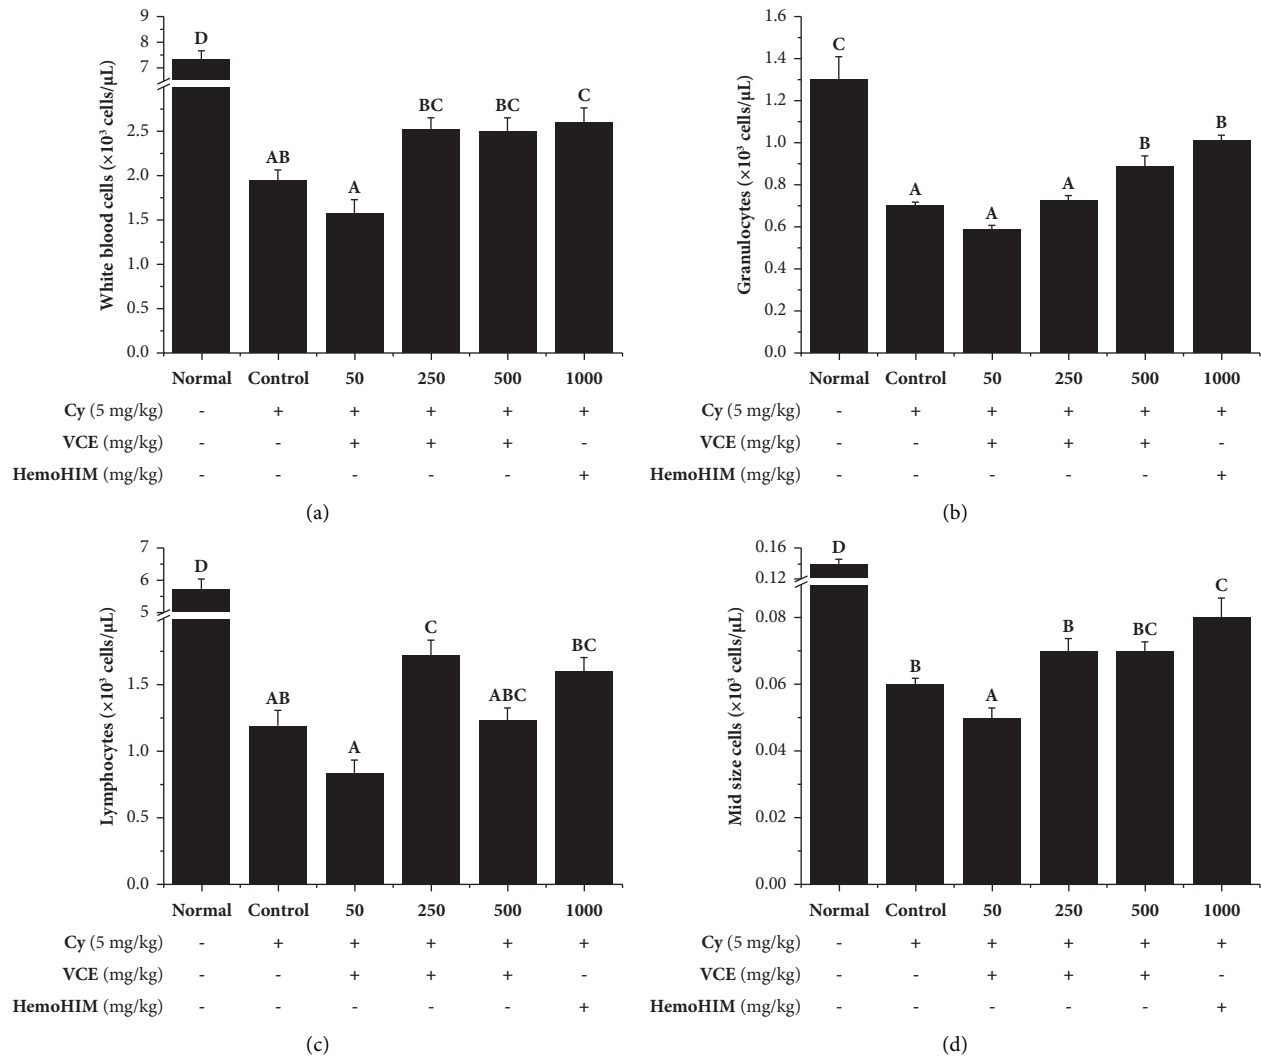 9
8
7
2.5
2.0
1.5
1.0
0.5
0.0
White blood cells (×10³ cells/µL)
D
AB
A
BC
BC
C
Normal Control 50 250 500 1000
Cy (5 mg/kg) - + + + + +
VCE (mg/kg) - - + + + -
HemoHIM (mg/kg) - - - - - +
(a)
1.6
1.4
1.2
1.0
0.8
0.6
0.4
0.2
0.0
Granulocytes (×10³ cells/µL)
C
A
A
A
B
B
Normal Control 50 250 500 1000
Cy (5 mg/kg) - + + + + +
VCE (mg/kg) - - + + + -
HemoHIM (mg/kg) - - - - - +
(b)
7
6
5
1.5
1.0
0.5
0.0
Lymphocytes (×10³ cells/µL)
D
AB
A
C
ABC
BC
Normal Control 50 250 500 1000
Cy (5 mg/kg) - + + + + +
VCE (mg/kg) - - + + + -
HemoHIM (mg/kg) - - - - - +
(c)
0.16
0.12
0.08
0.06
0.04
0.02
0.00
Mid size cells (×10³ cells/µL)
D
B
A
B
BC
C
Normal Control 50 250 500 1000
Cy (5 mg/kg) - + + + + +
VCE (mg/kg) - - + + + -
HemoHIM (mg/kg) - - - - - +
(d)